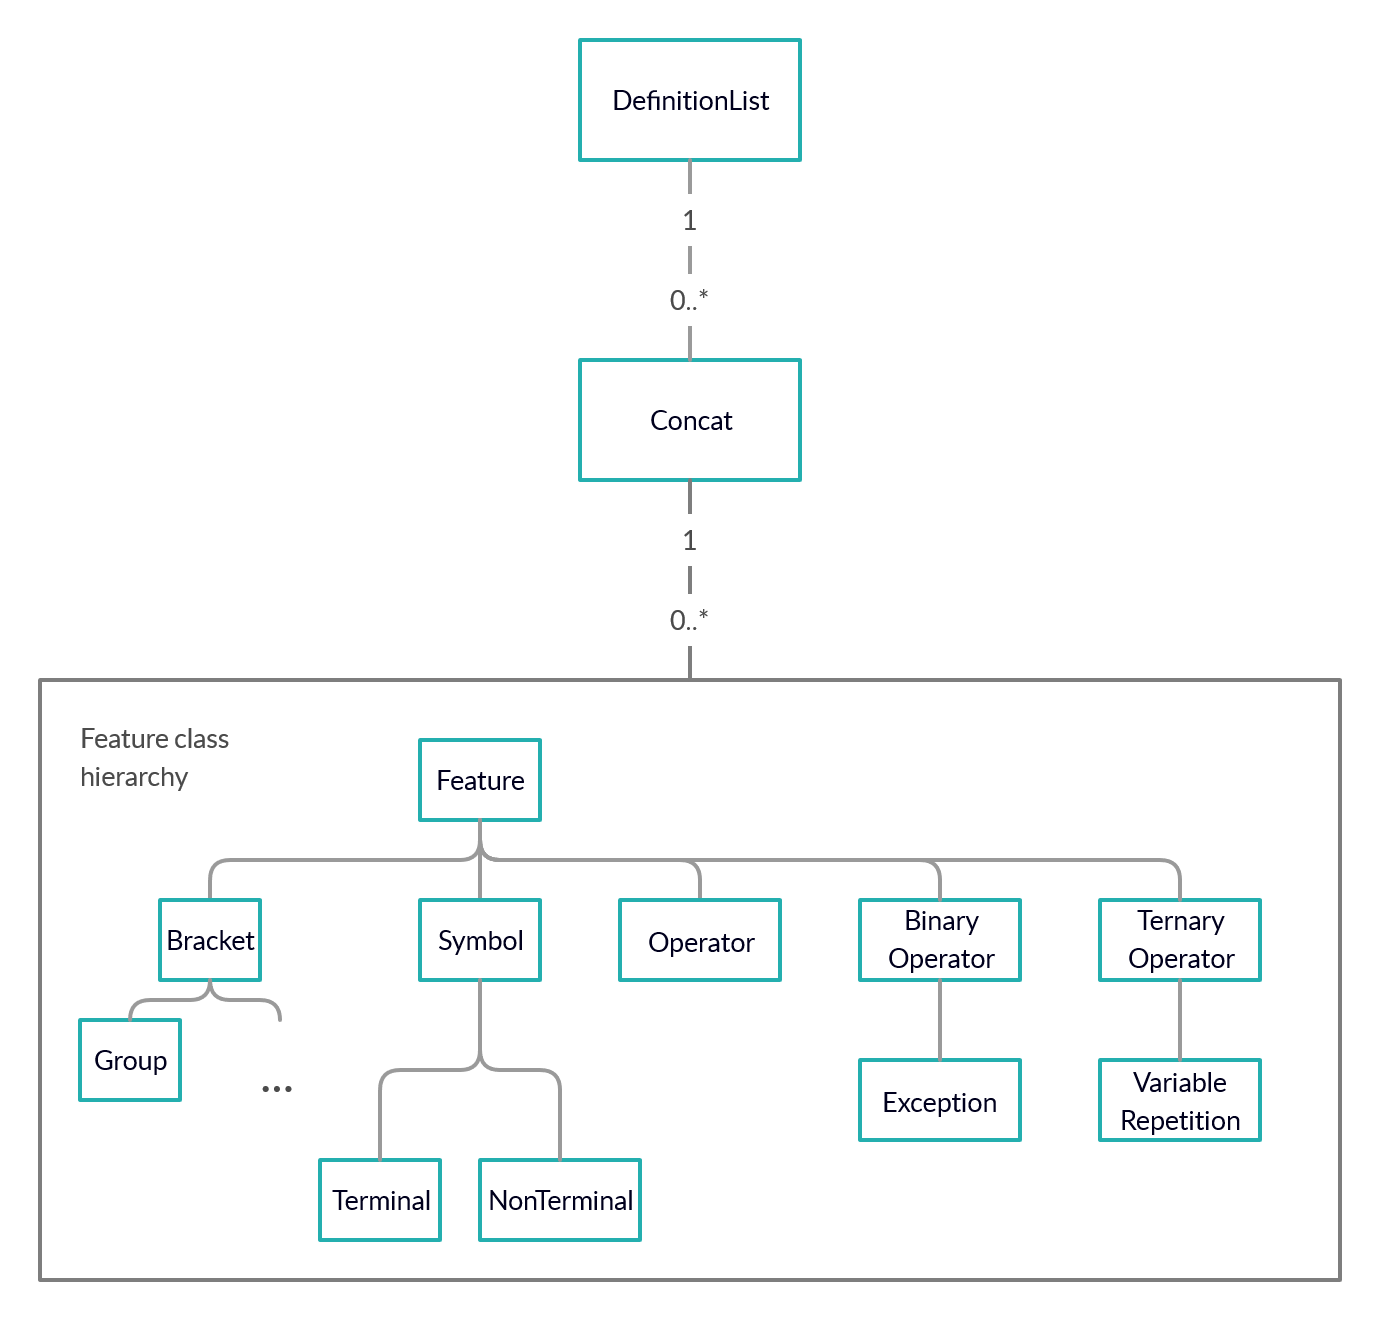 DefinitionList
1
0..*
Concat
1
0..*
Feature class
hierarchy
Feature
Bracket
Symbol
Operator
Binary
Operator
Ternary
Operator
Group
...
Exception
Variable
Repetition
Terminal
NonTerminal